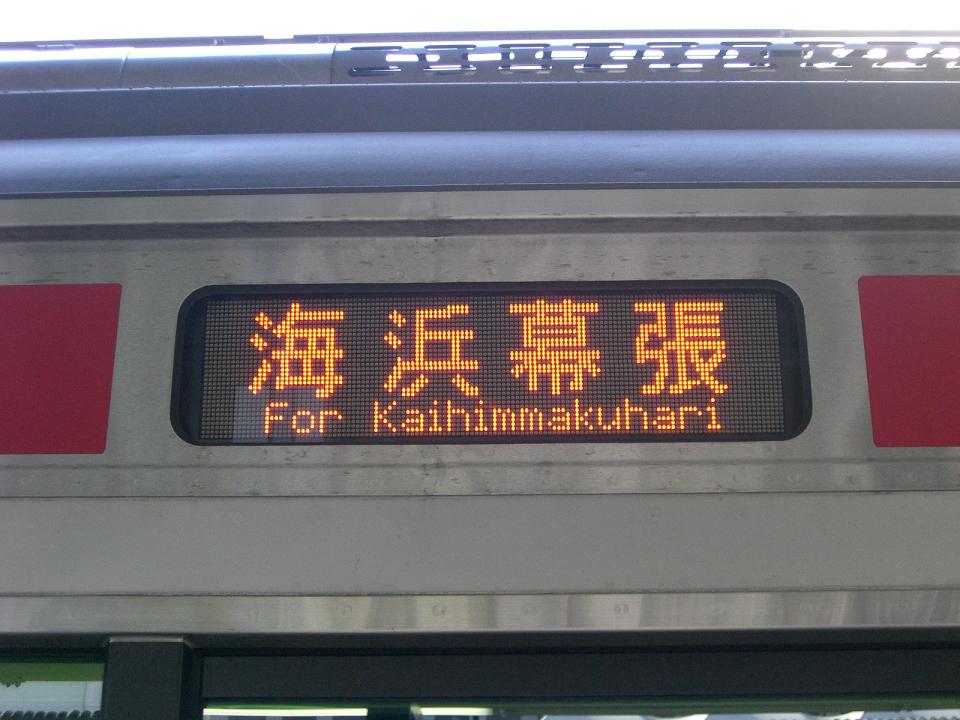 海浜幕張
For Kaihimmakuhari